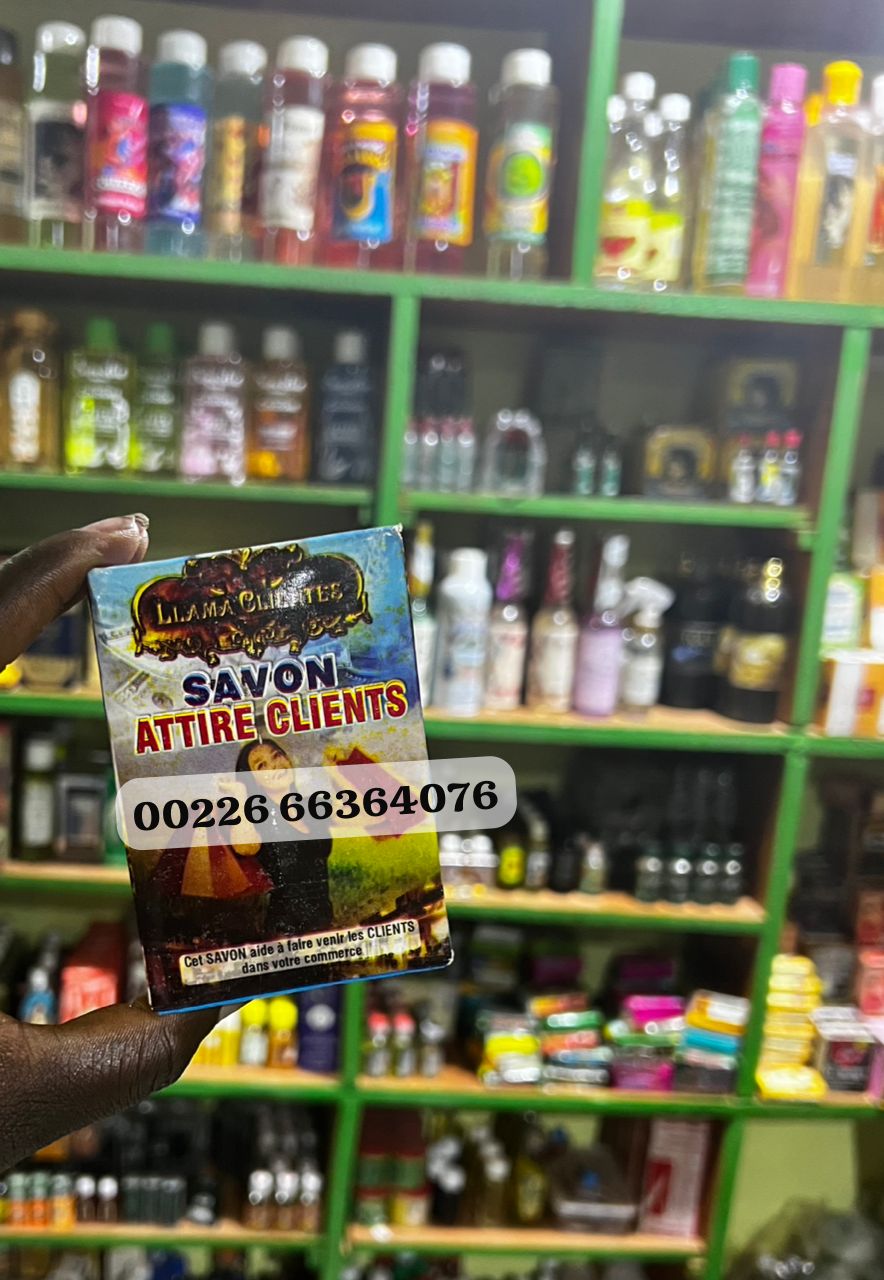 LLAMA CLIENTES
SAVON
ATTIRE CLIENTS
00226 66364076
Cet SAVON aide à faire venir les CLIENTS
dans votre commerce